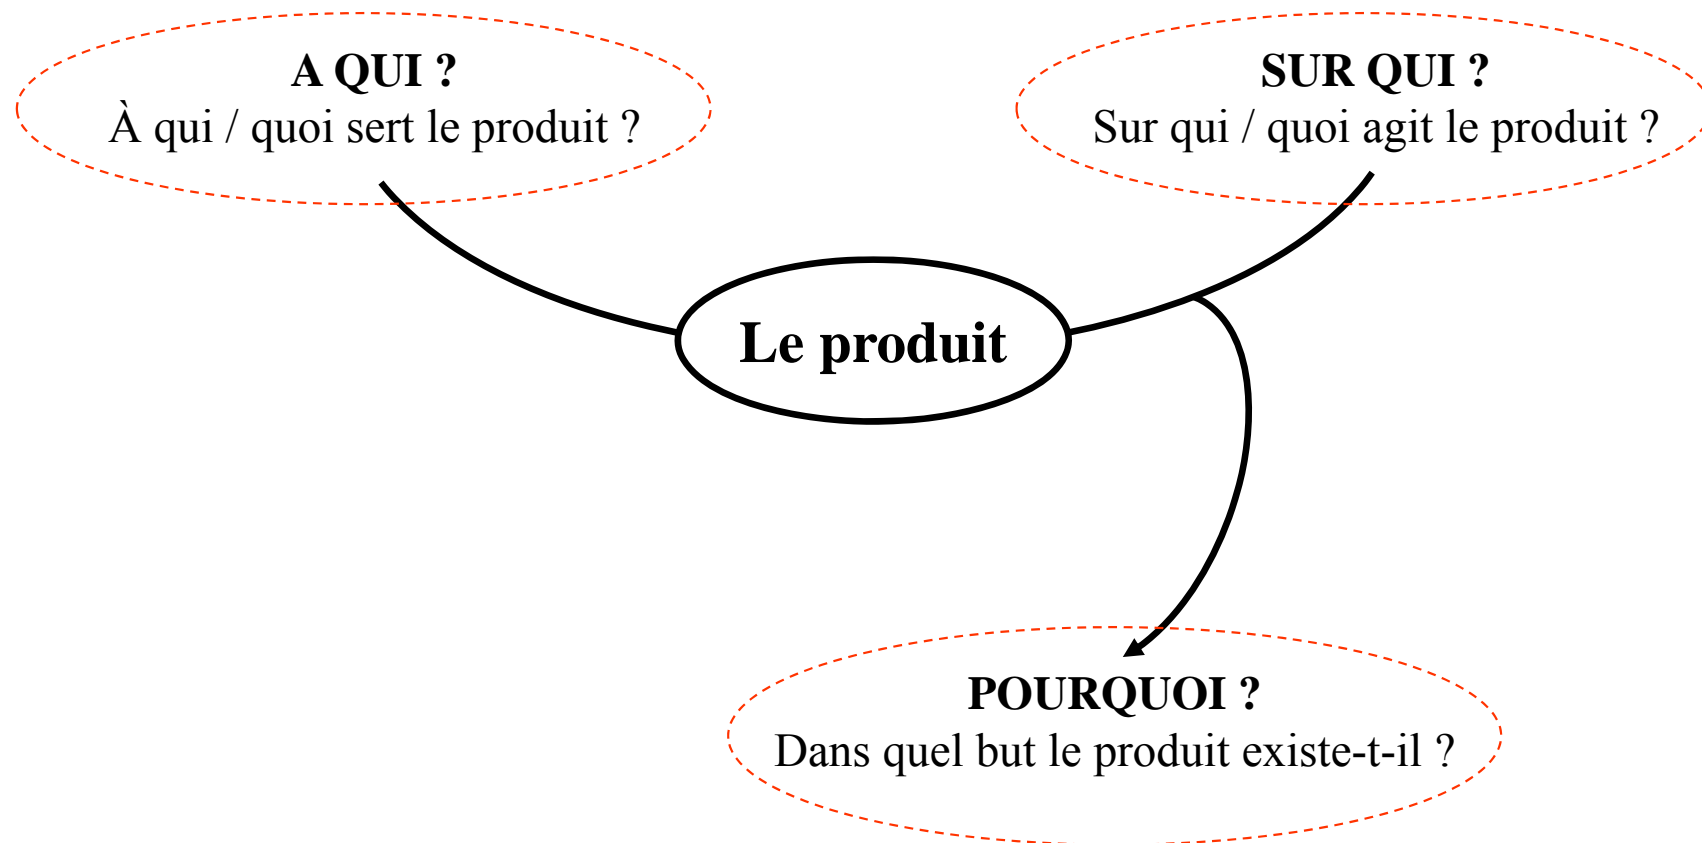 A QUI ?
À qui / quoi sert le produit ?
SUR QUI ?
Sur qui / quoi agit le produit ?
Le produit
POURQUOI ?
Dans quel but le produit existe-t-il ?